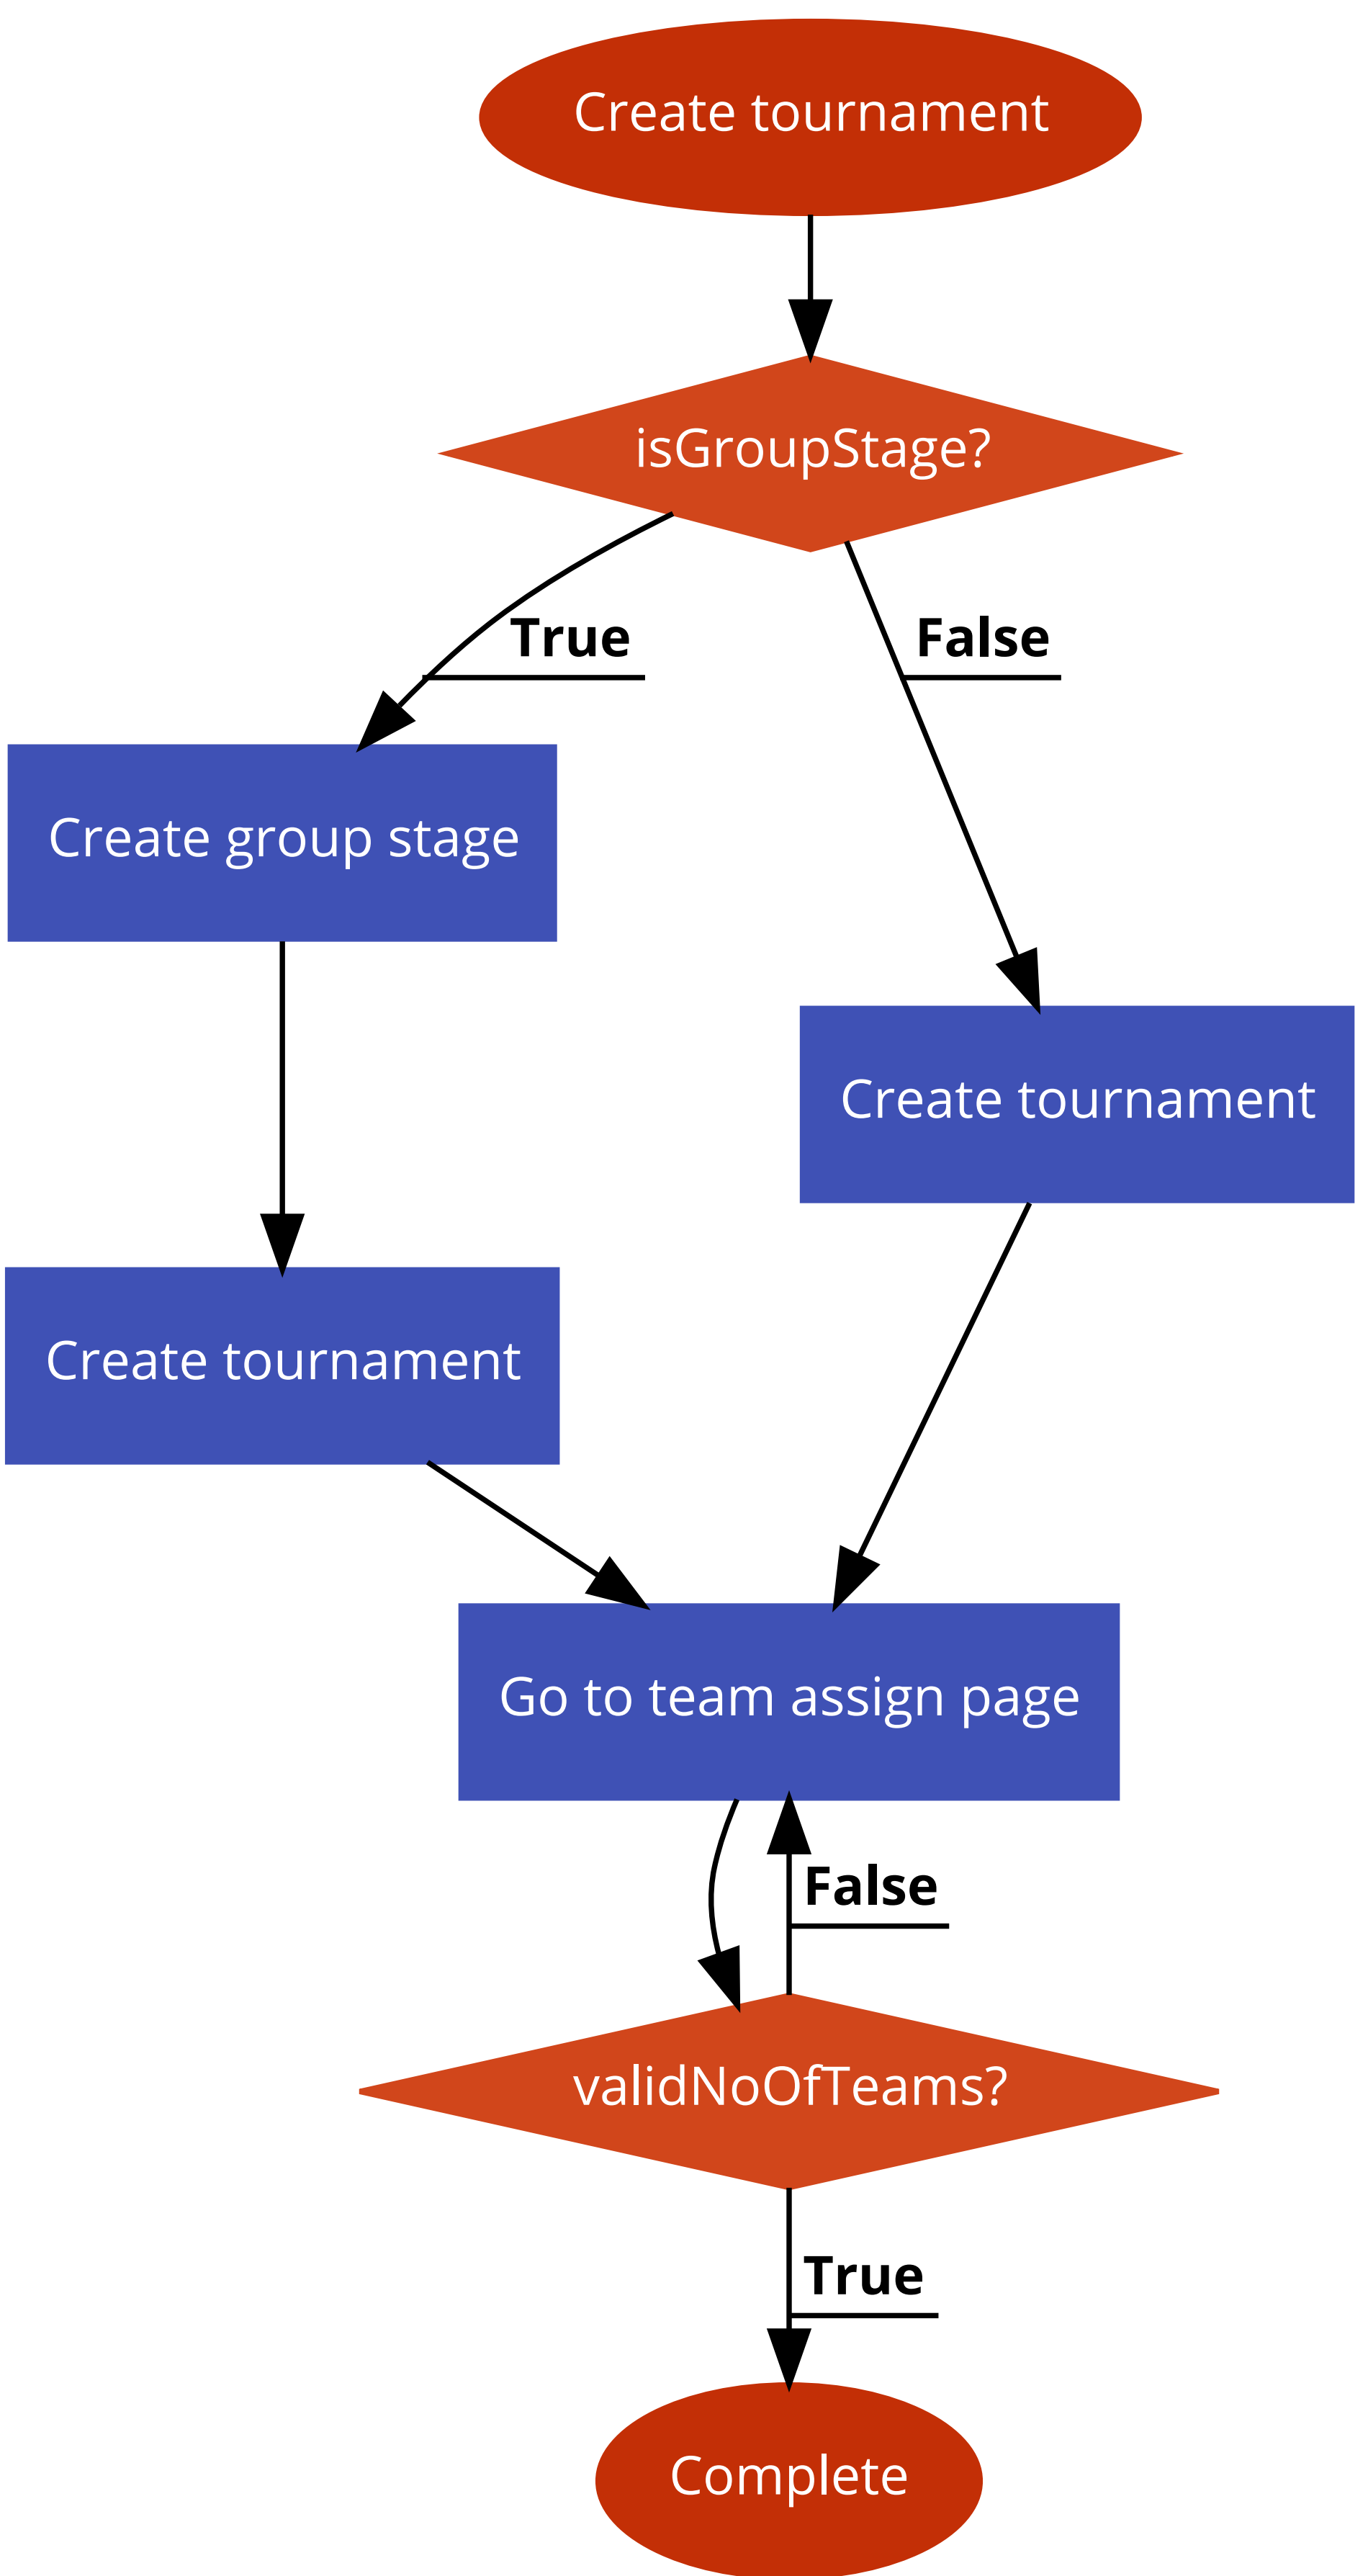 Create tournament
isGroupStage?
True
False
Create group stage
Create tournament
Create tournament
Go to team assign page
False
validNoOfTeams?
True
Complete